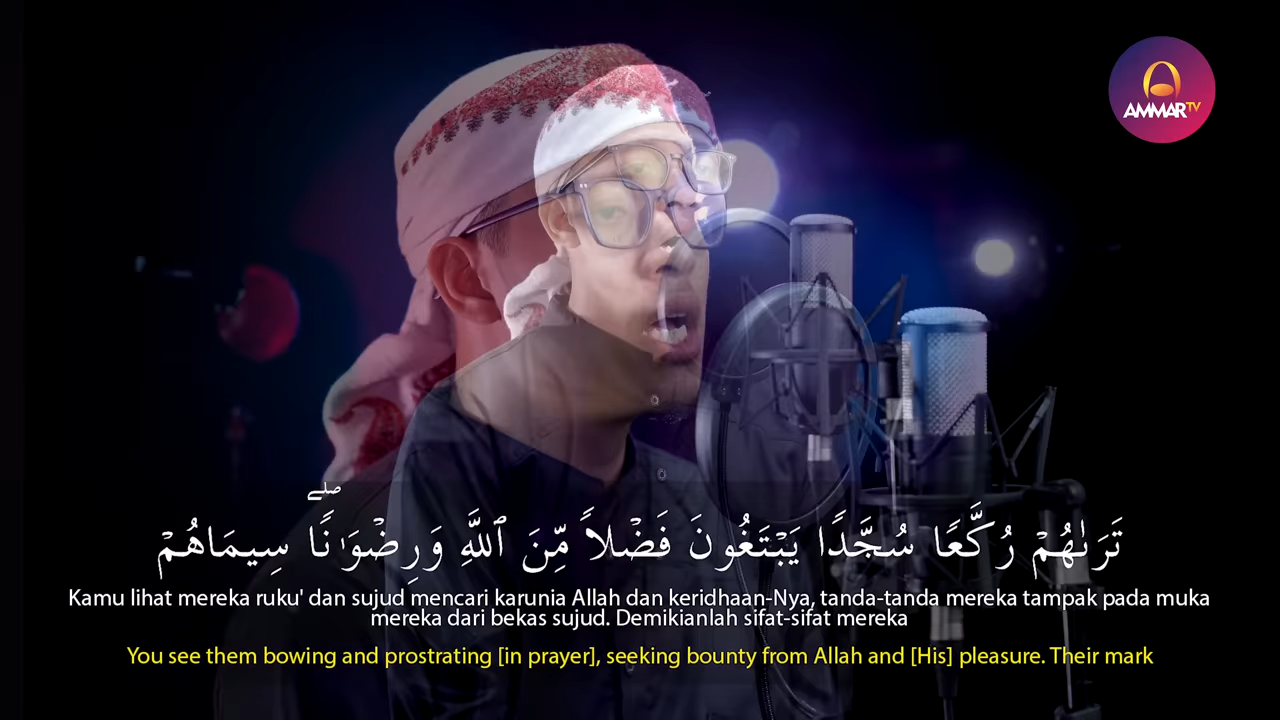 AMMARTV
تَرَىٰهُمْ رُكَّعًا سُجَّدًا يَبْتَغُونَ فَضْلاً مِّنَ ٱللَّهِ وَرِضْوَٰنًا ۖ سِيمَاهُمْ
Kamu lihat mereka ruku' dan sujud mencari karunia Allah dan keridhaan-Nya, tanda-tanda mereka tampak pada muka
mereka dari bekas sujud. Demikianlah sifat-sifat mereka
You see them bowing and prostrating [in prayer], seeking bounty from Allah and [His] pleasure. Their mark